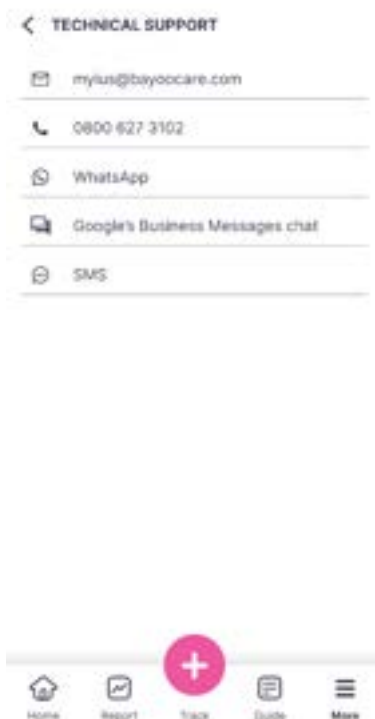 TECHNICAL SUPPORT
mylus@bayoocare.com
0800 627 3102
WhatsApp
Google's Business Messages chat
SMS
Home Report Track Guide More